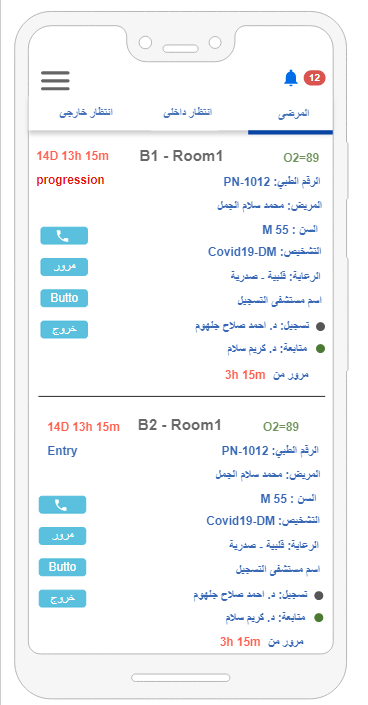 12
المرضى انتظار داخلى انتظار خارجى
14D 13h 15m B1 - Room1 O2=89
progression
الرقم الطبي: PN-1012
المريض: محمد سلام الجمل
السن : 55 M
التشخيص: Covid19-DM
مرور
الرعاية: قلبية - صدرية
Butto
اسم مستشفى التسجيل
خروج
تسجيل: د. احمد صلاح جلهوم
متابعة: د. كريم سلام
مرور من 3h 15m
14D 13h 15m B2 - Room1 O2=89
Entry
الرقم الطبي: PN-1012
المريض: محمد سلام الجمل
السن : 55 M
التشخيص: Covid19-DM
مرور
الرعاية: قلبية - صدرية
Butto
اسم مستشفى التسجيل
خروج
تسجيل: د. احمد صلاح جلهوم
متابعة: د. كريم سلام
مرور من 3h 15m